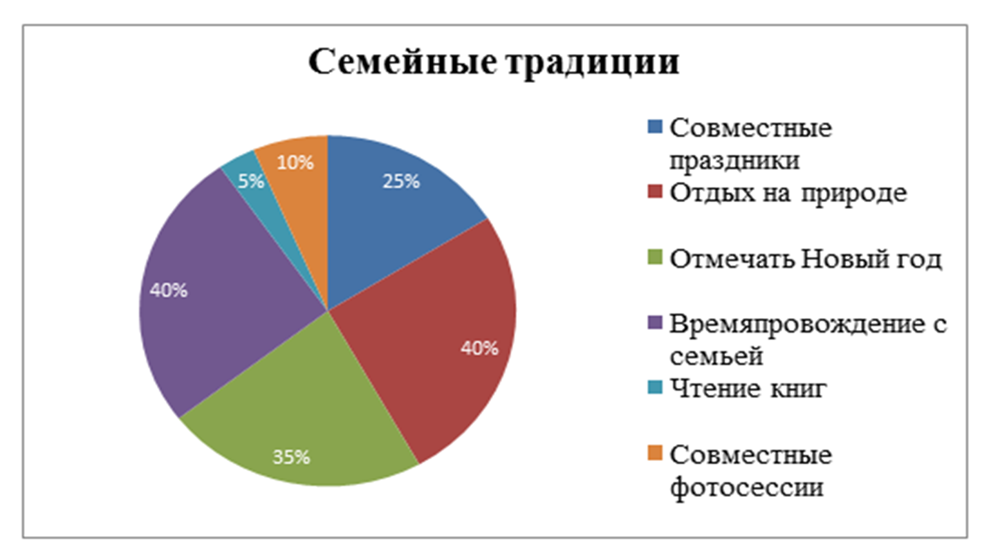 Семейные традиции
25%
40%
35%
40%
5%
10%
Совместные
праздники
Отдых на природе
Отмечать Новый год
Времяпровождение с
семьей
Чтение книг
Совместные
фотосессии